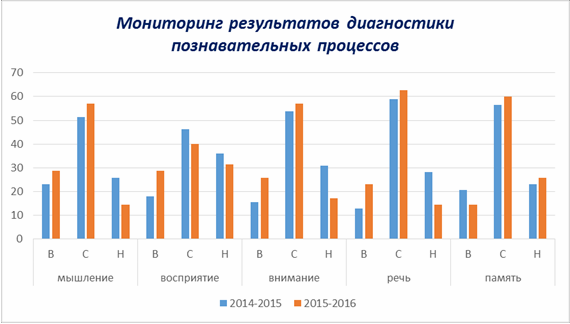 Мониторинг результатов диагностики
познавательных процессов
70
60
50
40
30
20
10
0
В С Н В С Н В С Н В С Н В С Н
мышление восприятие внимание речь память
2014-2015 2015-2016